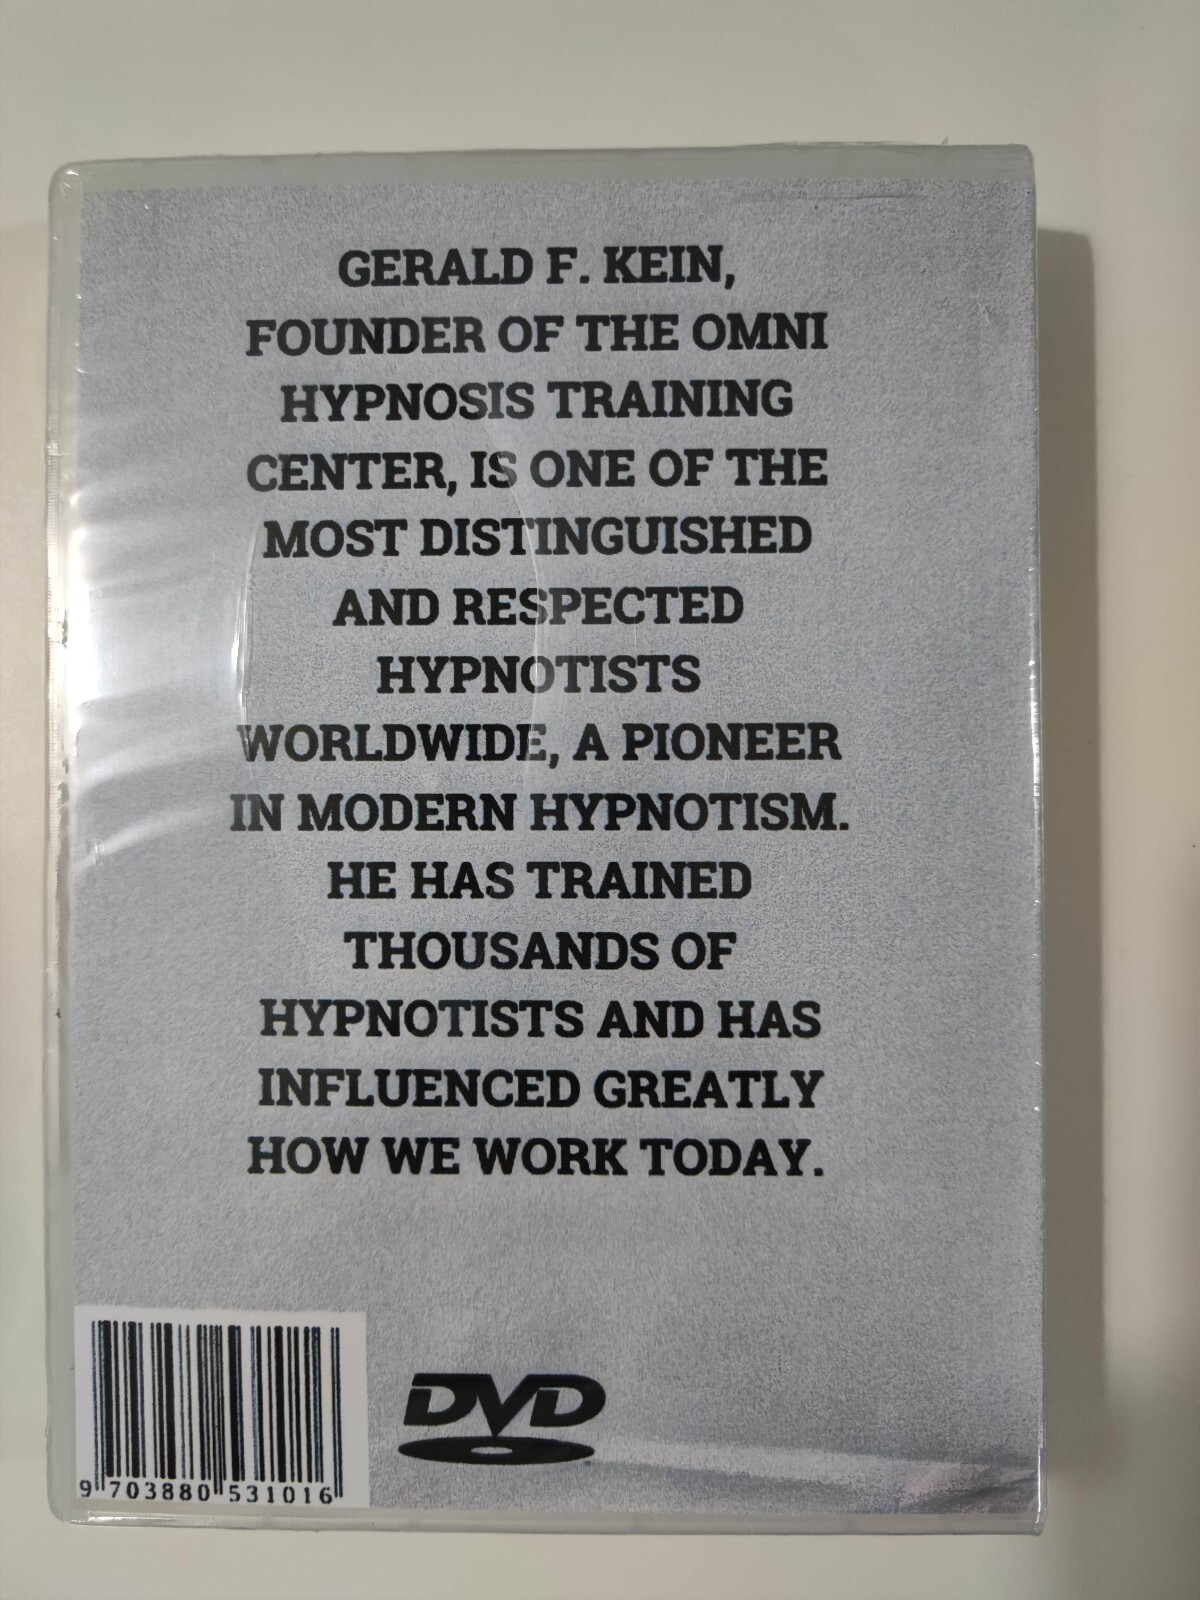 GERALD F. KEIN,
FOUNDER OF THE OMNI
HYPNOSIS TRAINING
CENTER, IS ONE OF THE
MOST DISTINGUISHED
AND RESPECTED
HYPNOTISTS
WORLDWIDE, A PIONEER
IN MODERN HYPNOTISM.
HE HAS TRAINED
THOUSANDS OF
HYPNOTISTS AND HAS
INFLUENCED GREATLY
HOW WE WORK TODAY.
DVD
9 703880 531016